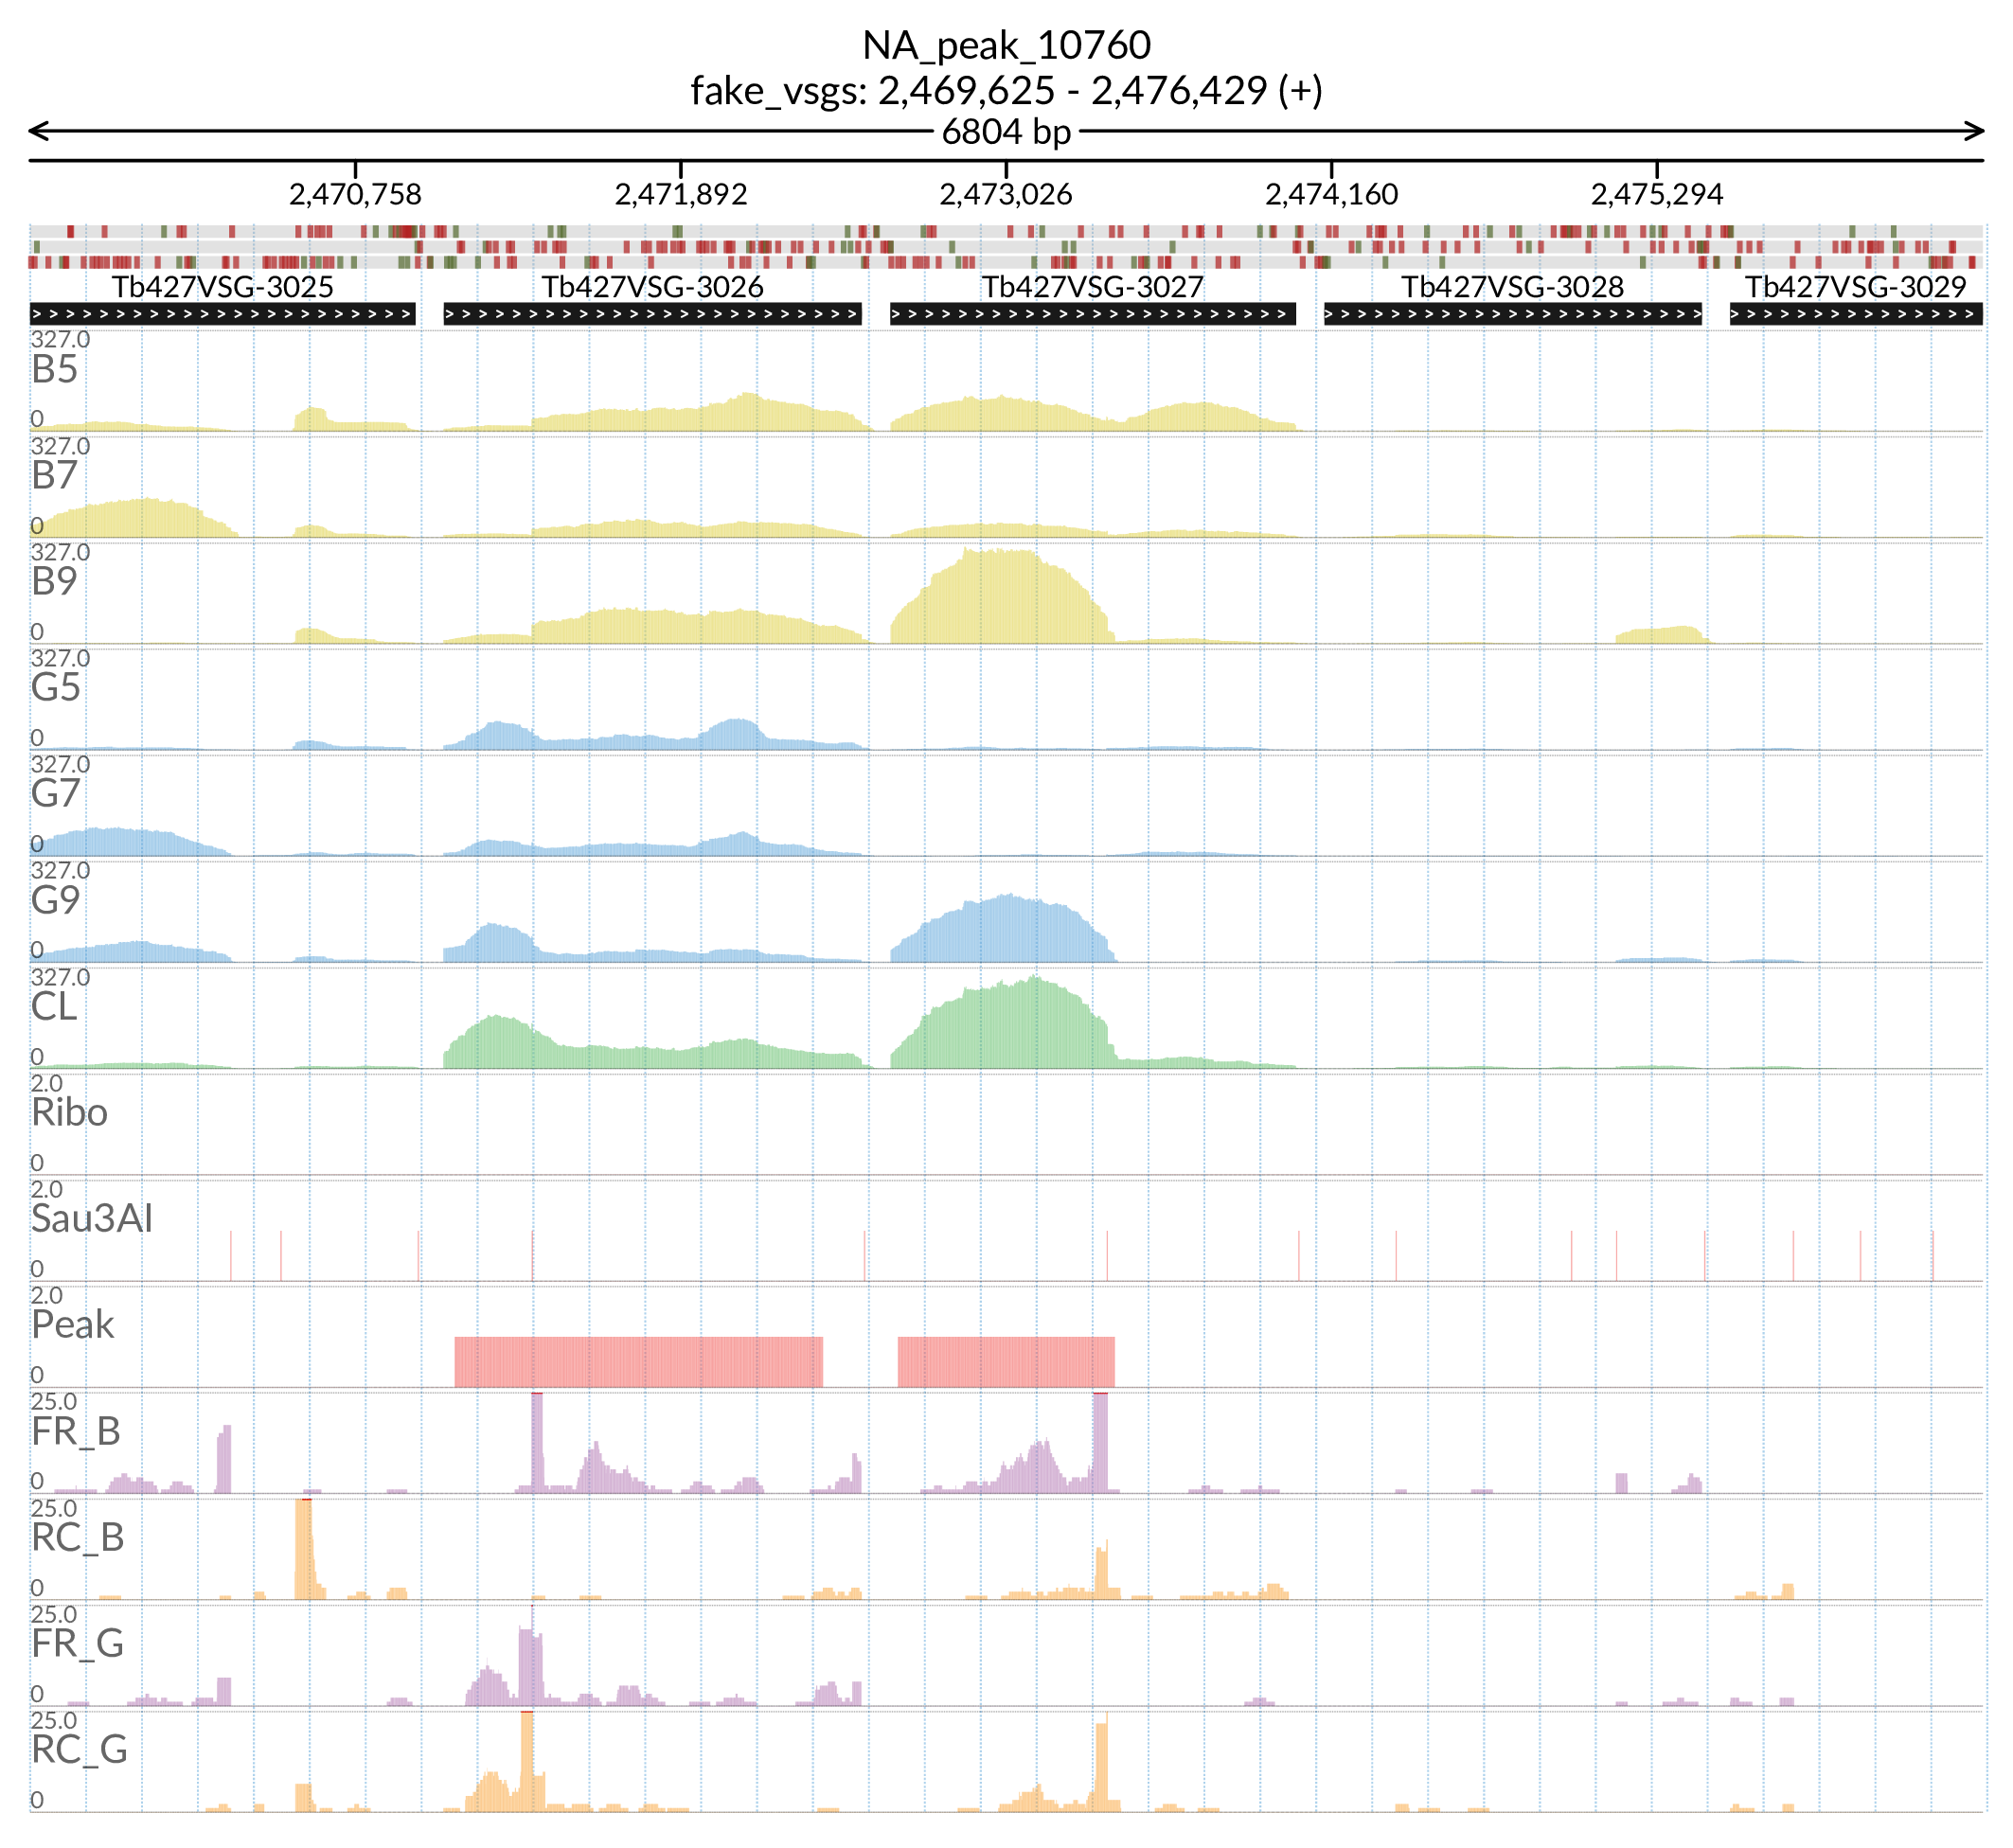 NA_peak_10760
fake_vsgs: 2,469,625 - 2,476,429 (+)
6804 bp
2,470,758 2,471,892 2,473,026 2,474,160 2,475,294
Tb427VSG-3025 Tb427VSG-3026 Tb427VSG-3027 Tb427VSG-3028 Tb427VSG-3029
327.0
B5
0
327.0
B7
0
327.0
B9
0
327.0
G5
0
327.0
G7
0
327.0
G9
0
327.0
CL
0
2.0
Ribo
0
2.0
Sau3AI
0
2.0
Peak
0
25.0
FR_B
0
25.0
RC_B
0
25.0
FR_G
0
25.0
RC_G
0